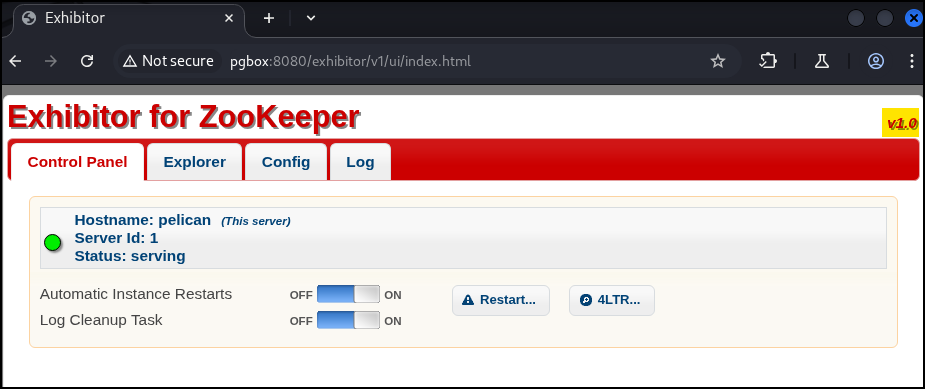 Exhibitor
Not secure pgbox:8080/exhibitor/v1/ui/index.html
Exhibitor for ZooKeeper
v1.0
Control Panel Explorer Config Log
Hostname: pelican (This server)
Server Id: 1
Status: serving
Automatic Instance Restarts OFF ON Restart... 4LTR...
Log Cleanup Task OFF ON